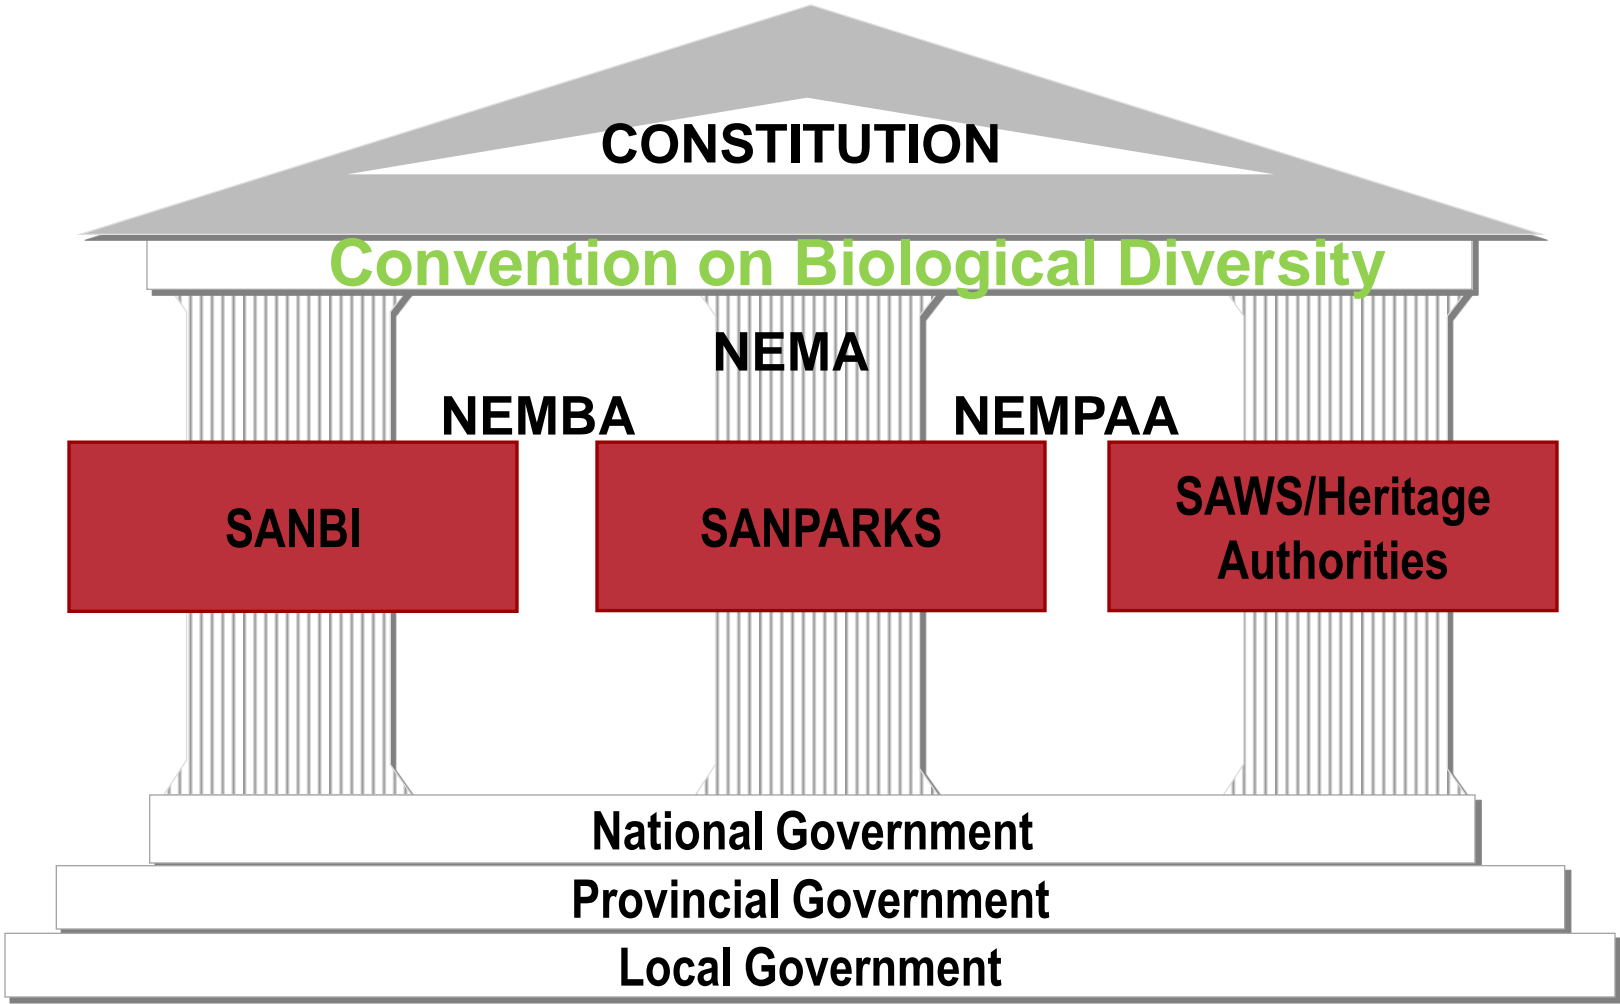 CONSTITUTION
Convention on Biological Diversity
NEMA
NEMBA
NEMPAA
SANBI
SANPARKS
SAWS/Heritage
Authorities
National Government
Provincial Government
Local Government